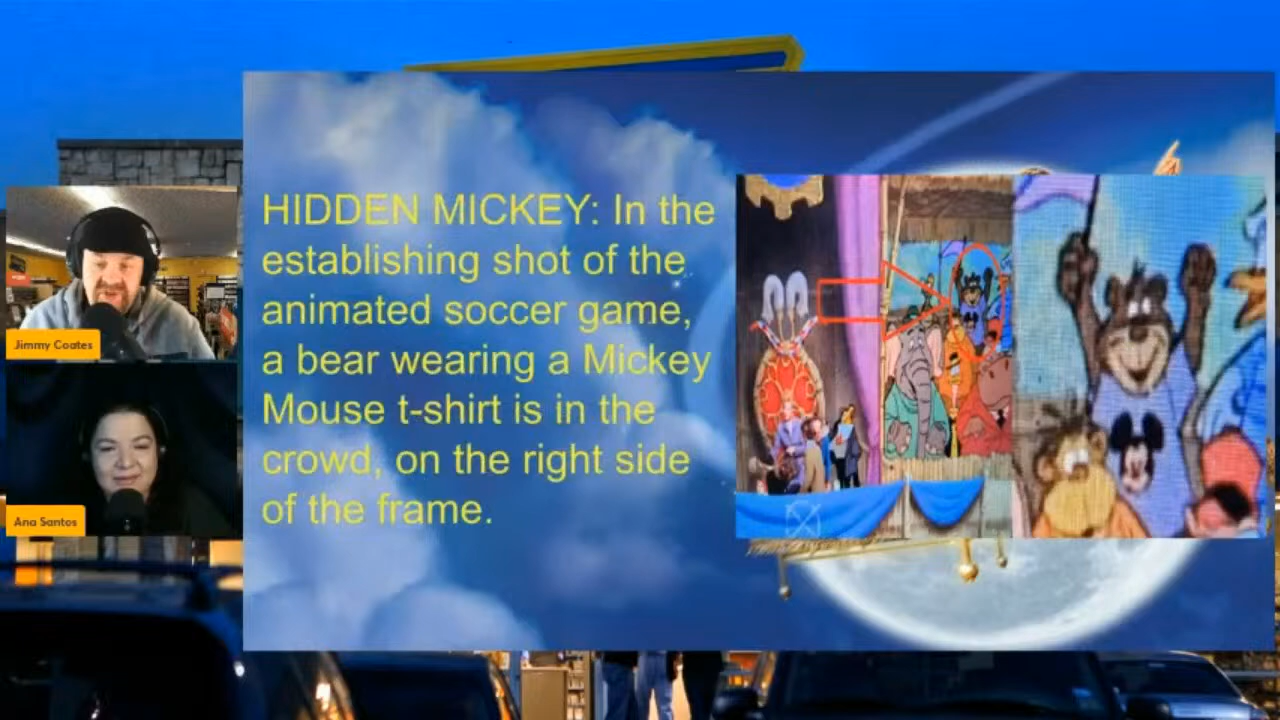 HIDDEN MICKEY: In the
establishing shot of the
animated soccer game,
a bear wearing a Mickey
Mouse t-shirt is in the
crowd, on the right side
of the frame.
Jimmy Coates
Ana Santos